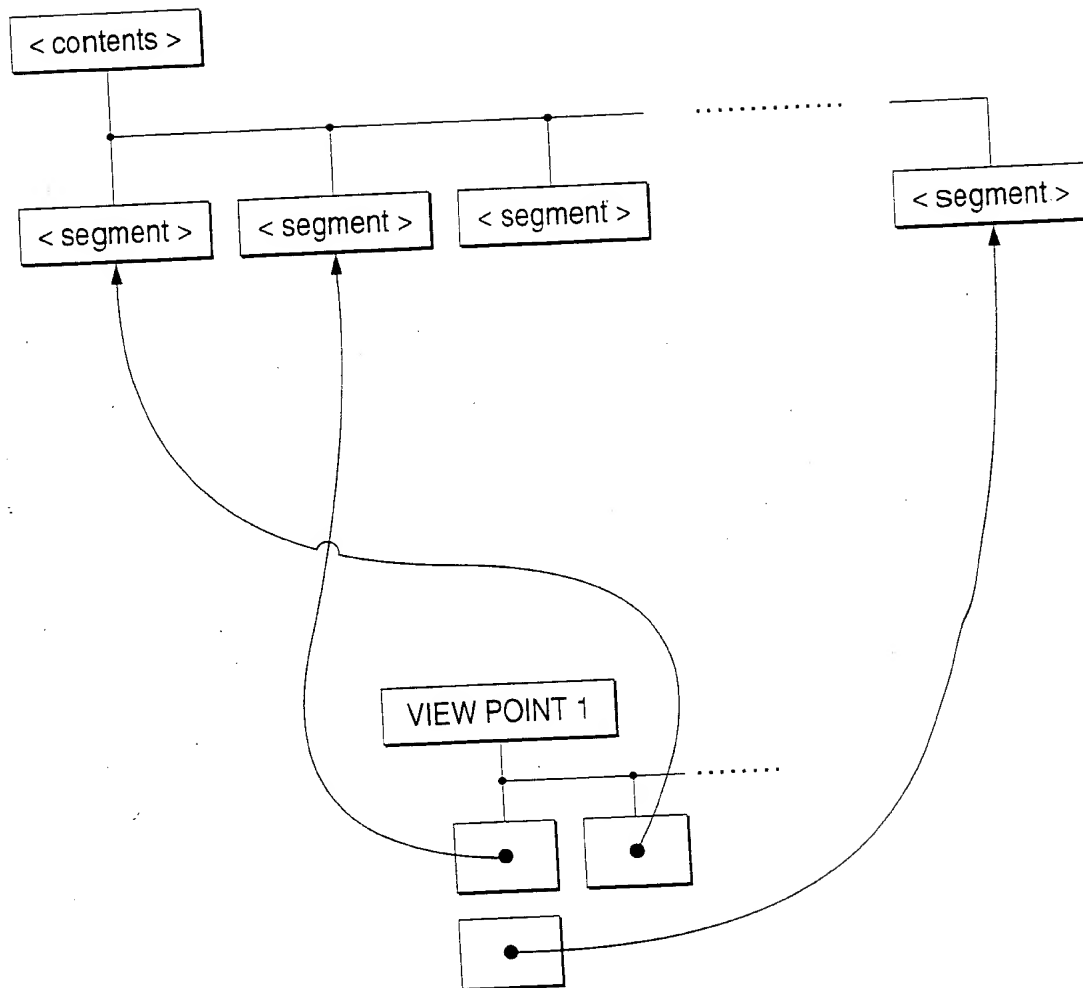 < contents >
< segment >
< segment >
< segment >
< segment >
VIEW POINT 1